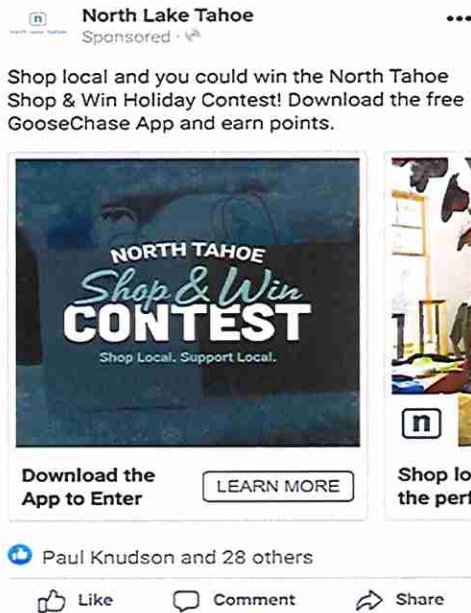 n
North Lake Tahoe
Sponsored ·
Shop local and you could win the North Tahoe
Shop & Win Holiday Contest! Download the free
GooseChase App and earn points.
NORTH TAHOE
Shop & Win
CONTEST
Shop Local. Support Local.
n
Download the
App to Enter
LEARN MORE
Shop lo
the perf
Paul Knudson and 28 others
Like
Comment
Share